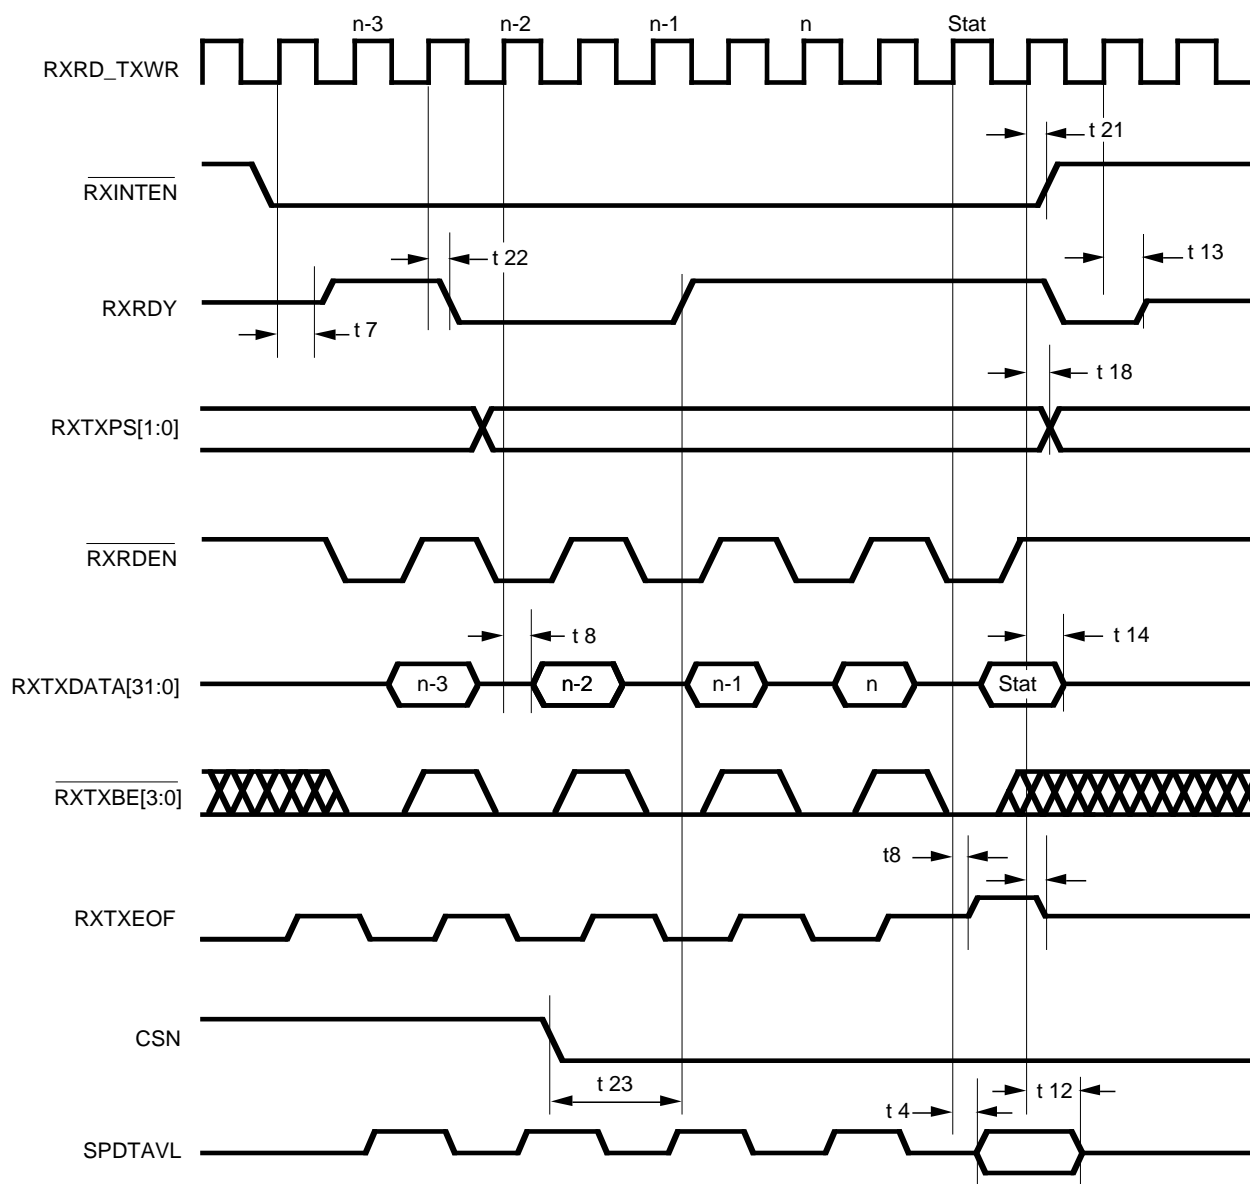 n-3 n-2 n-1 n Stat
RXRD_TXWR
t 21
RXINTEN
t 22
t 13
RXRDY
t 7
t 18
RXTXPS[1:0]
RXRDEN
t 8
t 14
RXTXDATA[31:0]
n-3 n-2 n-1 n Stat
RXTXBE[3:0]
t8
RXTXEOF
CSN
t 23
t 12
t 4
SPDTAVL